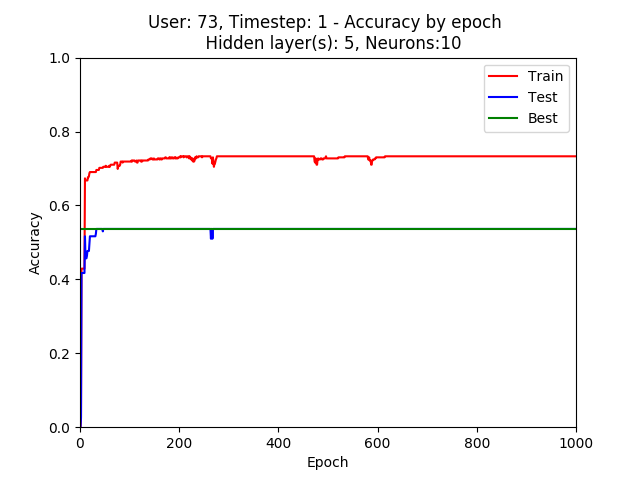 User: 73, Timestep: 1 - Accuracy by epoch
Hidden layer(s): 5, Neurons:10
1.0
0.8
0.6
0.4
0.2
0.0
Accuracy
Train
Test
Best
0 200 400 600 800 1000
Epoch